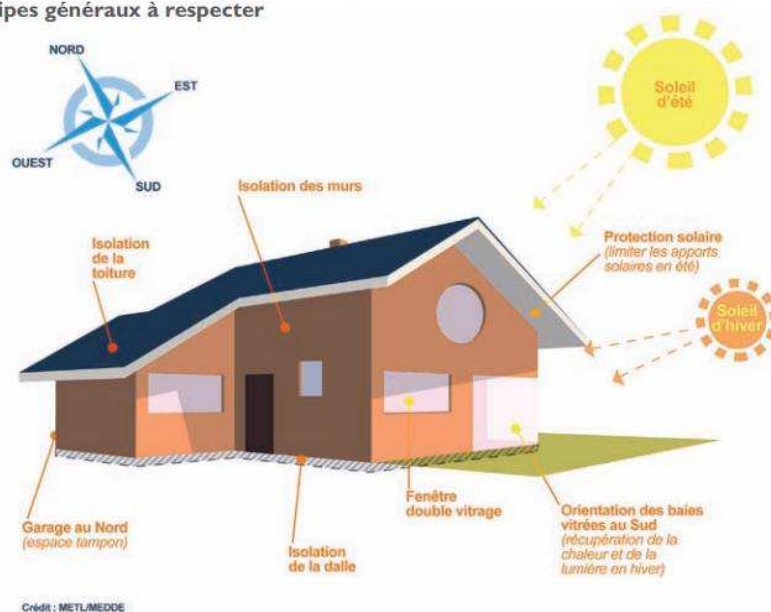 ipes généraux à respecter
NORD
EST
OUEST
SUD
Soleil
d'été
Isolation des murs
Isolation
de la
toiture
Protection solaire
(limiter les apports
solaires en été)
Soleil
d'hiver
Garage au Nord
(espace tampon)
Isolation
de la dalle
Fenêtre
double vitrage
Orientation des baies
vitrées au Sud
(récupération de la
chaleur et de la
lumière en hiver)
Crédit : METL/MEDDE